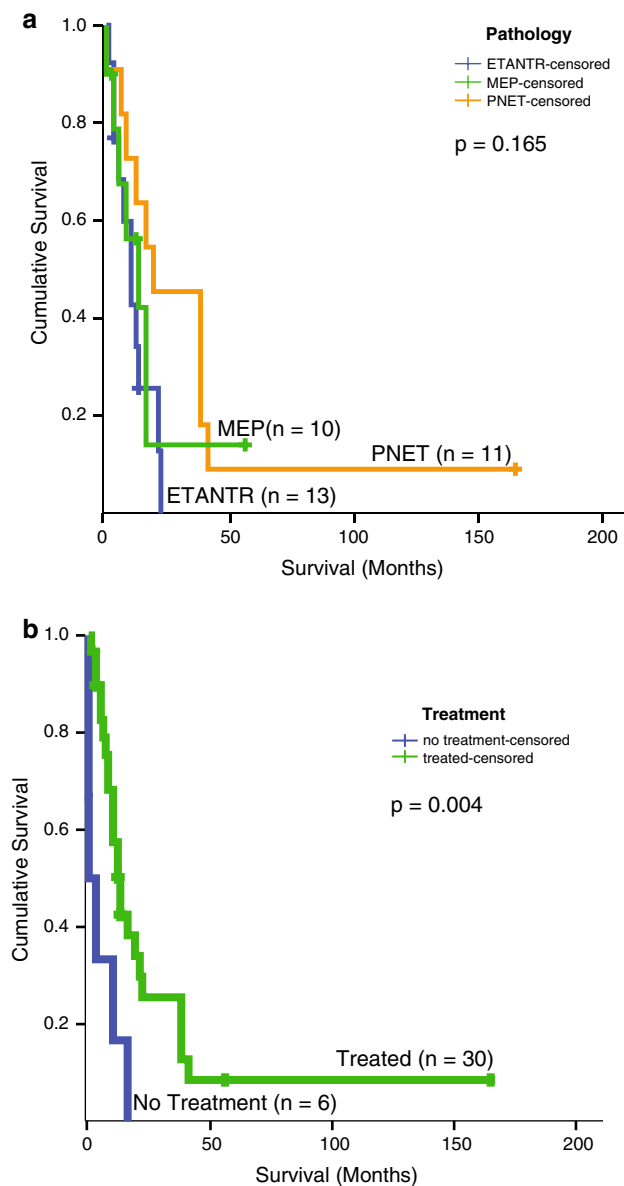 a
Pathology
ETANTR-censored
MEP-censored
PNET-censored
p = 0.165
Cumulative Survival
1.0
0.8
0.6
0.4
0.2
MEP(n = 10)
PNET (n = 11)
ETANTR (n = 13)
0 50 100 150 200
Survival (Months)
b
Treatment
no treatment-censored
treated-censored
p = 0.004
Cumulative Survival
1.0
0.8
0.6
0.4
0.2
Treated (n = 30)
No Treatment (n = 6)
0 50 100 150 200
Survival (Months)